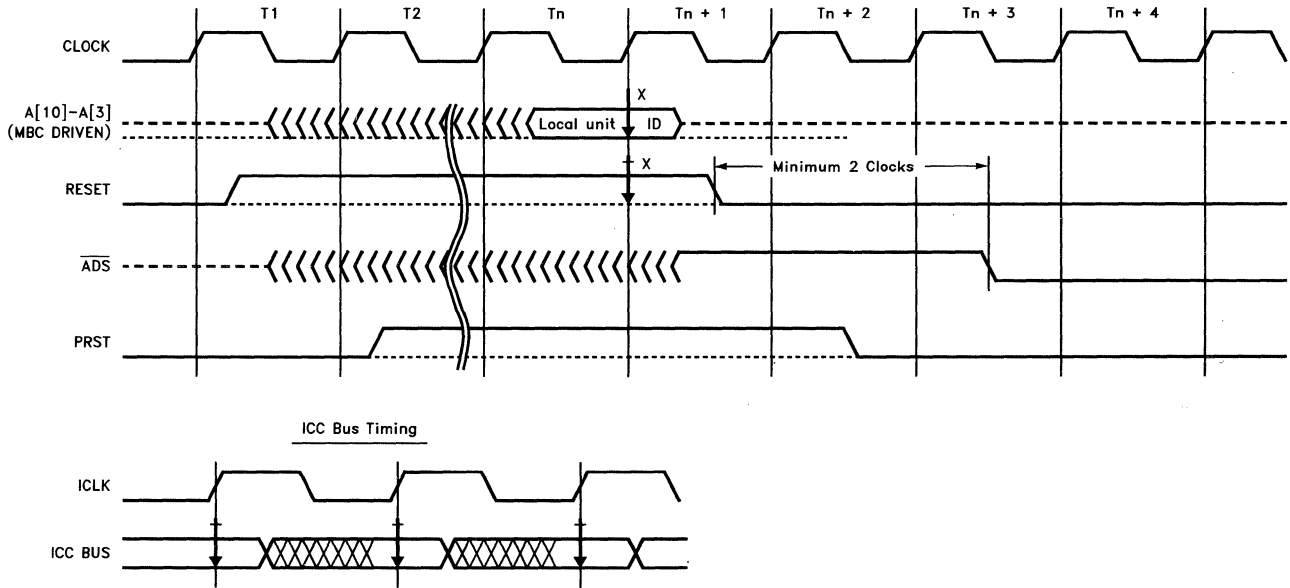 T1 T2 Tn Tn + 1 Tn + 2 Tn + 3 Tn + 4
CLOCK
A[10]-A[3]
(MBC DRIVEN)
Local unit ID
X
RESET
X
Minimum 2 Clocks
ADS
PRST
ICC Bus Timing
ICLK
ICC BUS